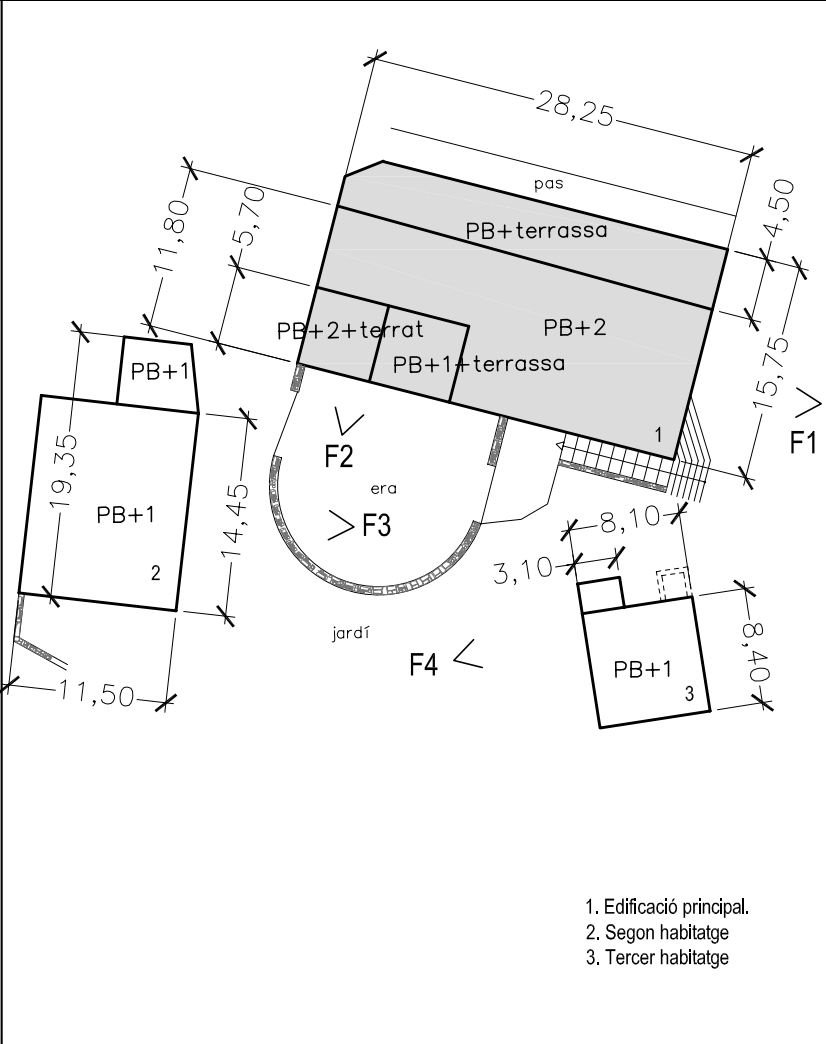 28,25
pas
4,50
11,80
5,70
PB+terrassa
PB+2+terrat
PB+2
PB+1
PB+1+terrassa
15,75
F1
1
F2
19,35
era
PB+1
14,45
F3
8,10
3,10
2
jardí
F4
PB+1
8,40
3
11,50
1. Edificació principal.
2. Segon habitatge
3. Tercer habitatge